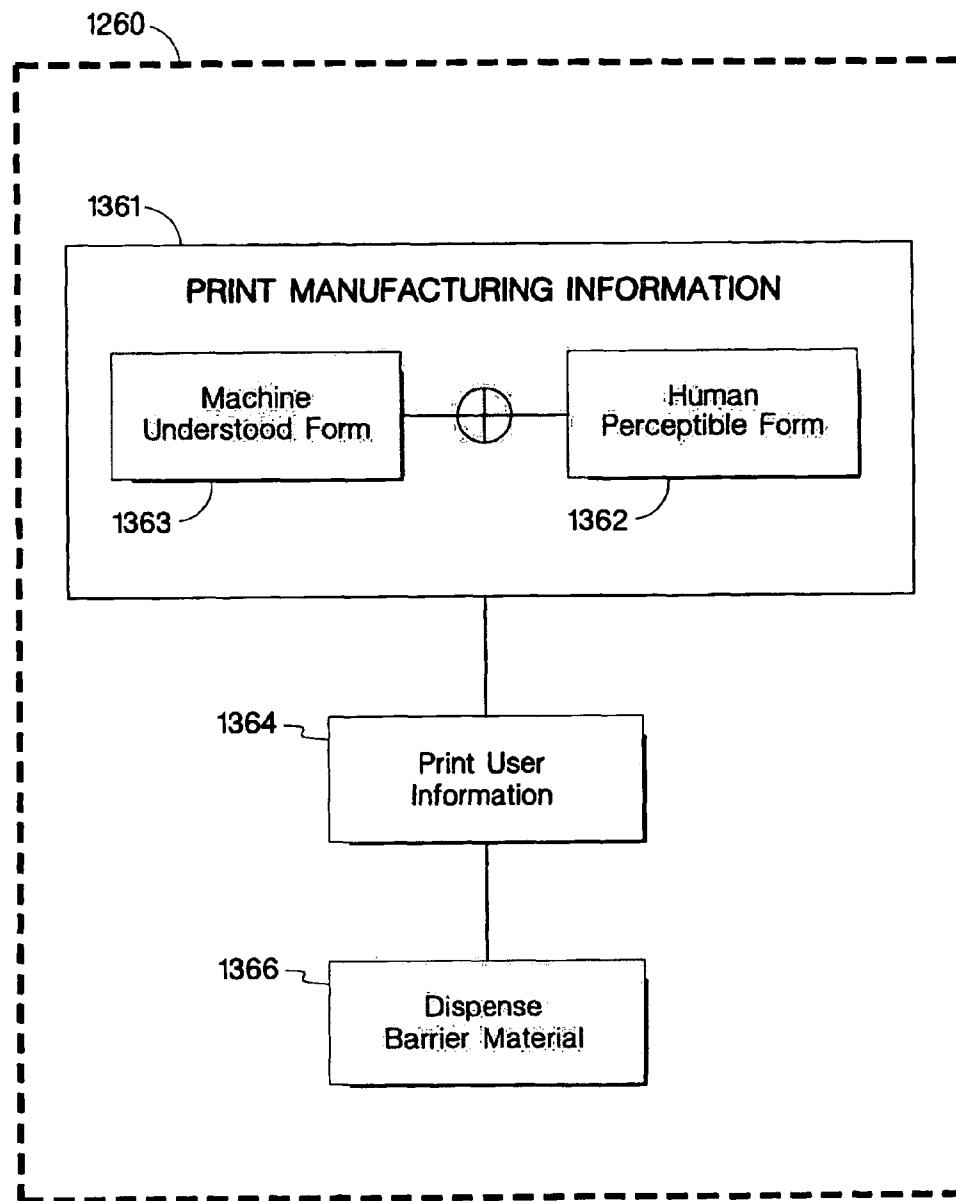 1260
1361
PRINT MANUFACTURING INFORMATION
Machine
Understood Form
Human
Perceptible Form
1363
1362
1364
Print User
Information
1366
Dispense
Barrier Material